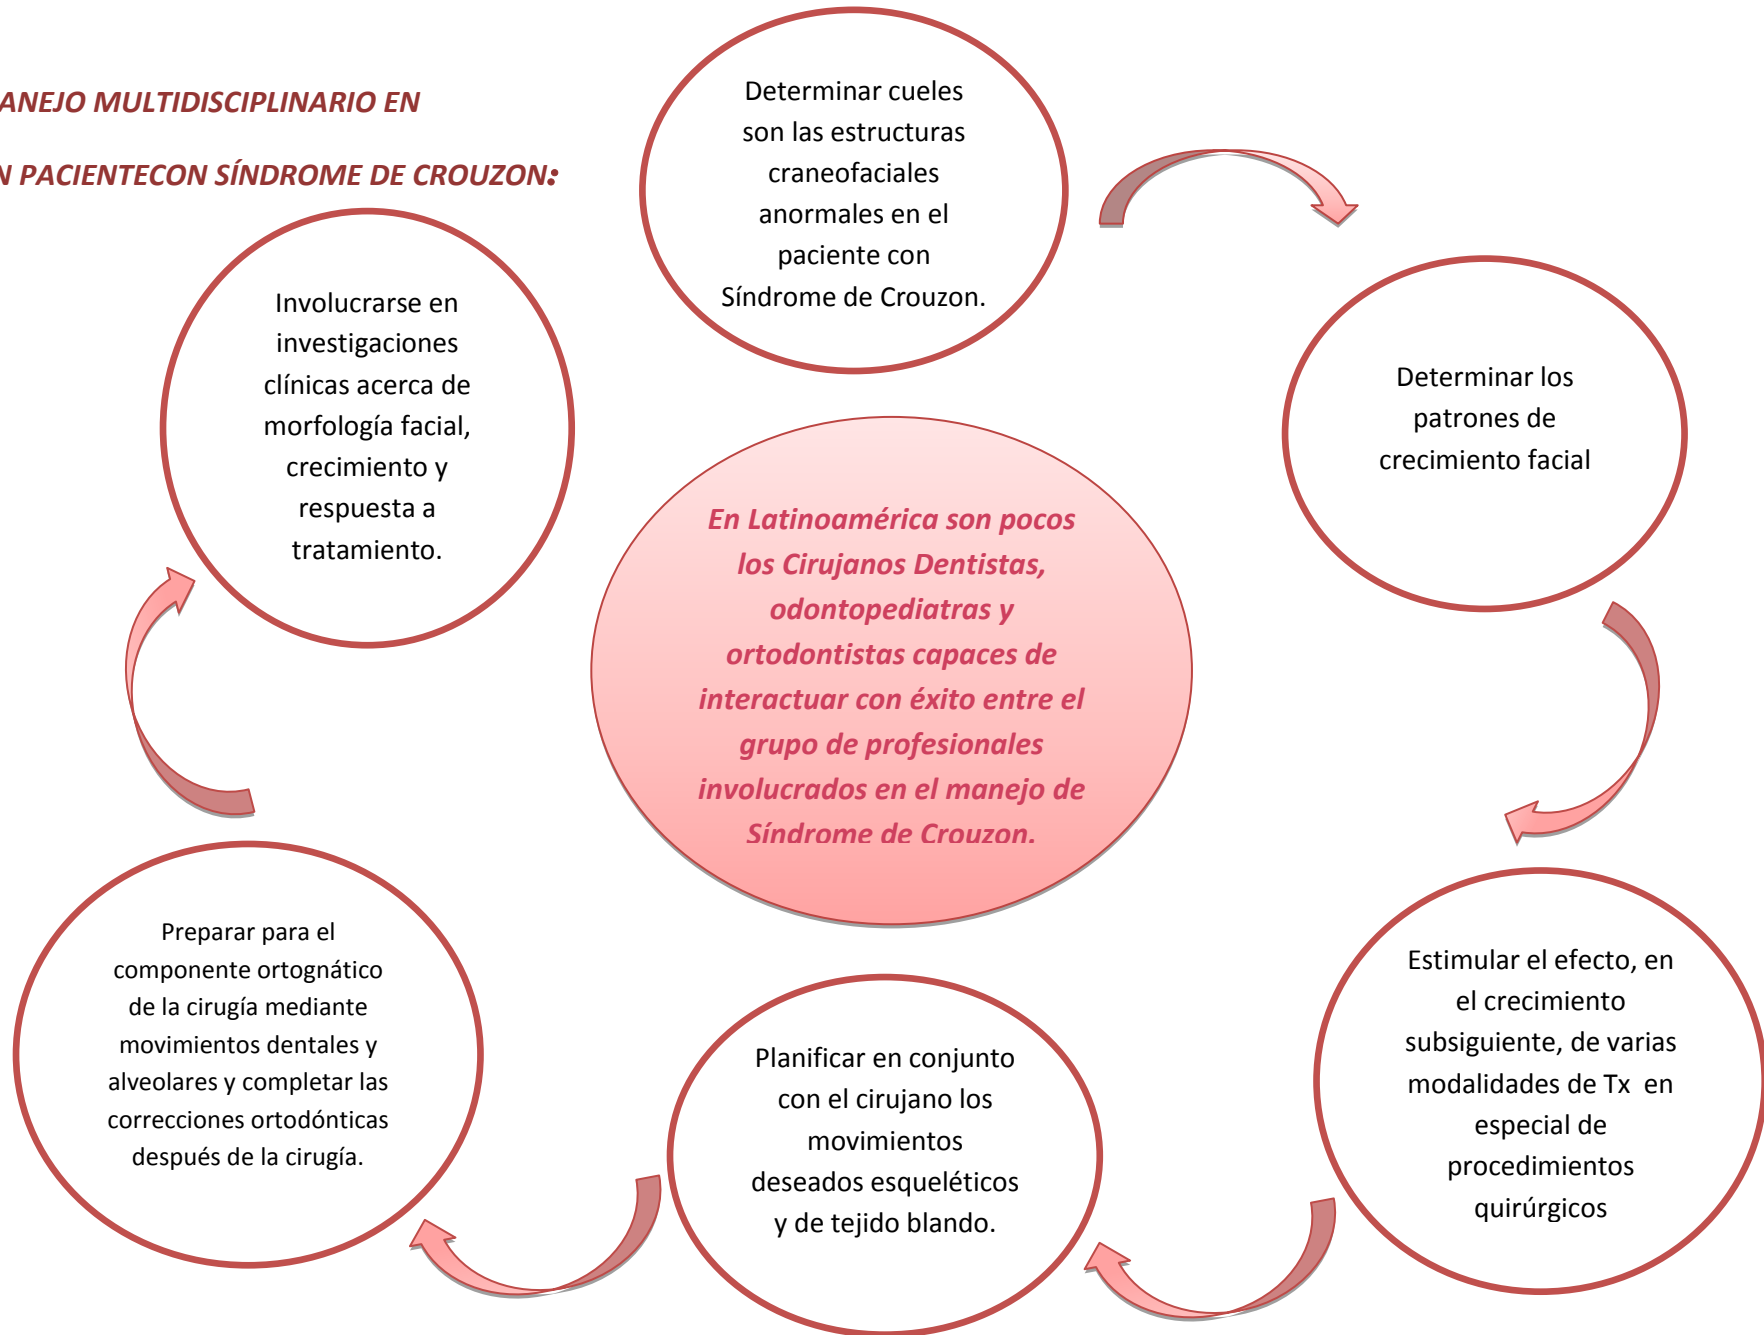 ANEJO MULTIDISCIPLINARIO EN
N PACIENTECON SÍNDROME DE CROUZON:
Determinar cueles
son las estructuras
craneofaciales
anormales en el
paciente con
Síndrome de Crouzon.
Determinar los
patrones de
crecimiento facial
Estimular el efecto, en
el crecimiento
subsiguiente, de varias
modalidades de Tx en
especial de
procedimientos
quirúrgicos
Planificar en conjunto
con el cirujano los
movimientos
deseados esqueléticos
y de tejido blando.
Preparar para el
componente ortognático
de la cirugía mediante
movimientos dentales y
alveolares y completar las
correcciones ortodónticas
después de la cirugía.
Involucrarse en
investigaciones
clínicas acerca de
morfología facial,
crecimiento y
respuesta a
tratamiento.
En Latinoamérica son pocos
los Cirujanos Dentistas,
odontopediatras y
ortodontistas capaces de
interactuar con éxito entre el
grupo de profesionales
involucrados en el manejo de
Síndrome de Crouzon.